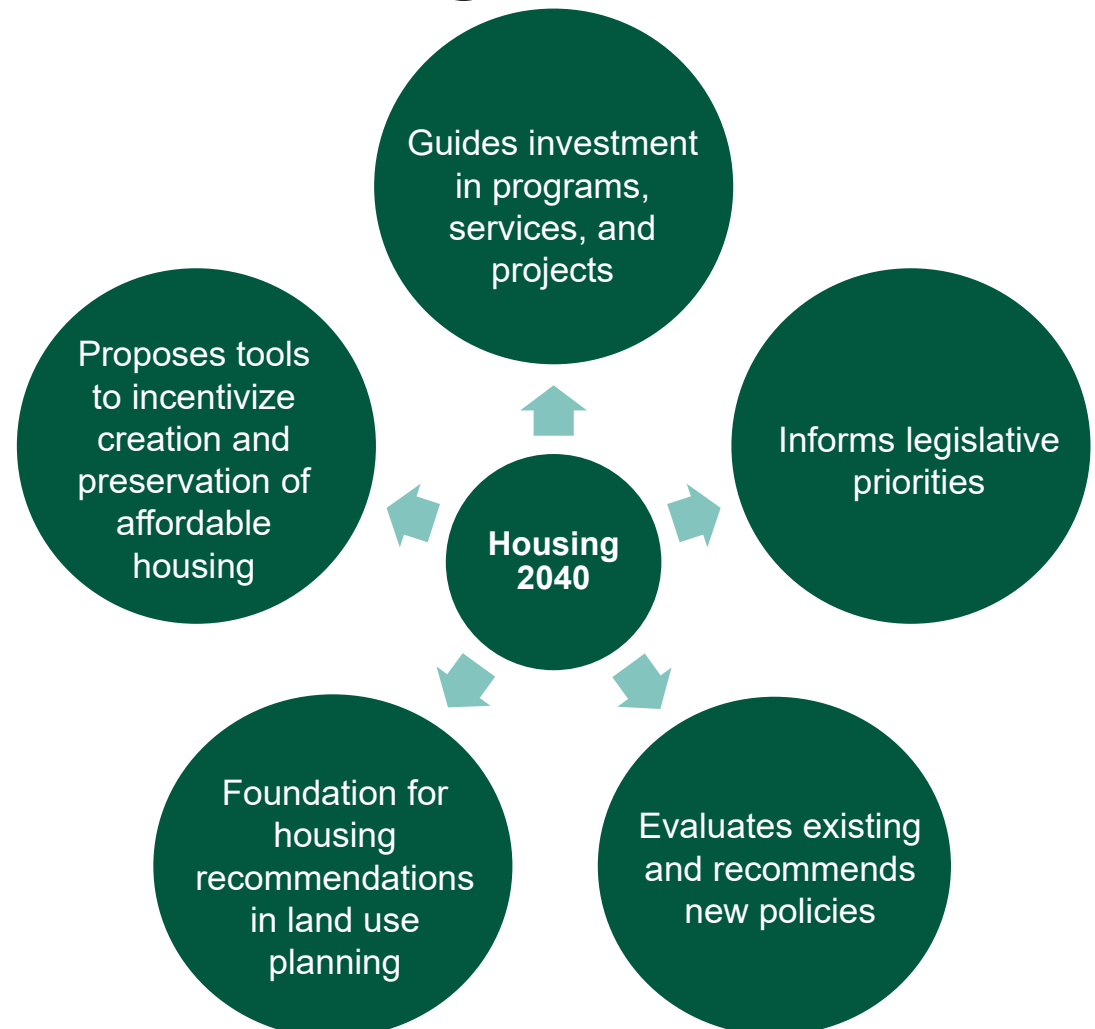 Guides investment
in programs,
services, and
projects
Proposes tools
to incentivize
creation and
preservation of
affordable
housing
Informs legislative
priorities
Housing
2040
Foundation for
housing
recommendations
in land use
planning
Evaluates existing
and recommends
new policies